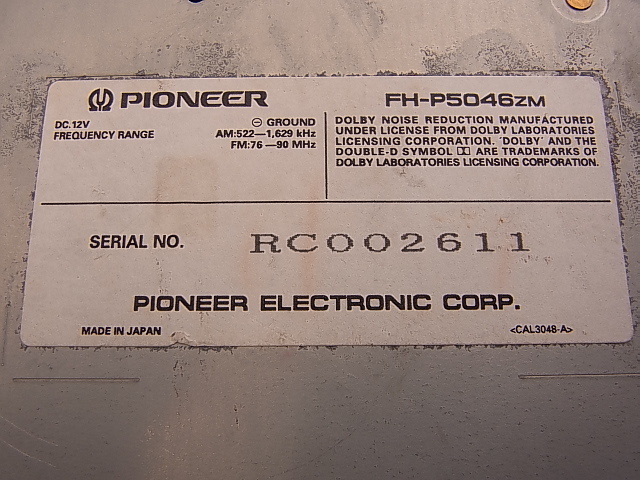 PIONEER FH-P5046ZM
DC.12V ⊖ GROUND
FREQUENCY RANGE AM:522—1,629 kHz
FM:76 —90 MHz
DOLBY NOISE REDUCTION MANUFACTURED
UNDER LICENSE FROM DOLBY LABORATORIES
LICENSING CORPORATION. 'DOLBY' AND THE
DOUBLE-D SYMBOL ARE TRADEMARKS OF
DOLBY LABORATORIES LICENSING CORPORATION.
SERIAL NO. RC002611
PIONEER ELECTRONIC CORP.
MADE IN JAPAN <CAL3048-A>